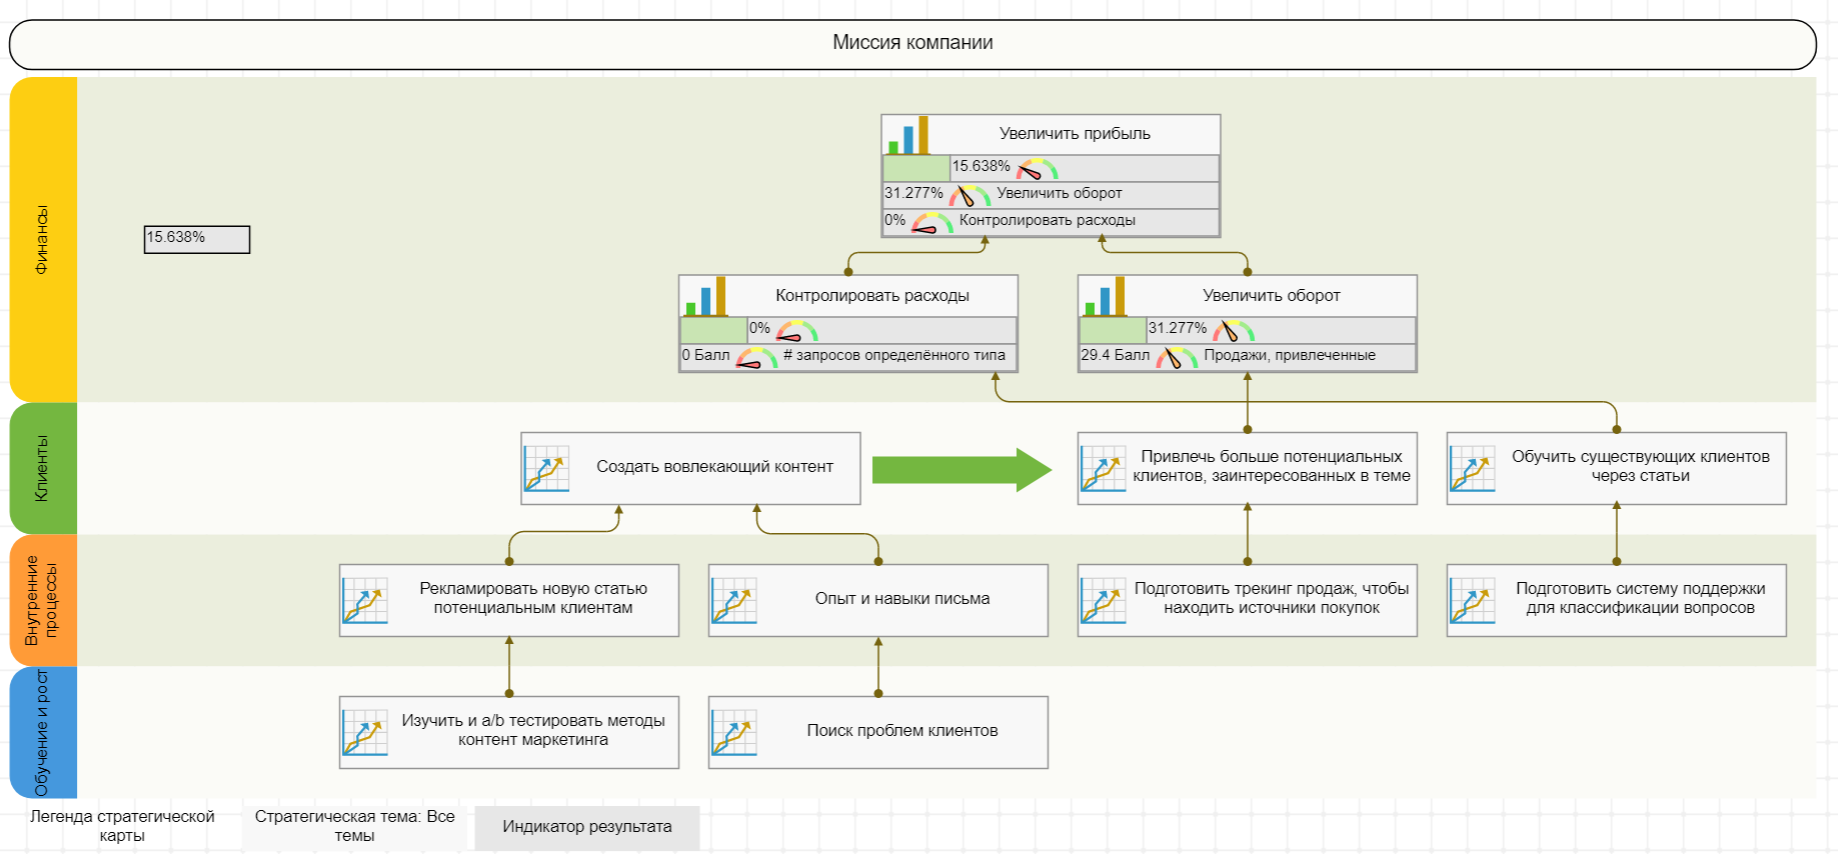 Миссия компании
Финансы
Увеличить прибыль
15.638%
31.277% Увеличить оборот
0% Контролировать расходы
15.638%
Контролировать расходы
0%
0 Балл # запросов определённого типа
Увеличить оборот
31.277%
29.4 Балл Продажи, привлеченные
Клиенты
Создать вовлекающий контент
Привлечь больше потенциальных
клиентов, заинтересованных в теме
Обучить существующих клиентов
через статьи
Внутренние
процессы
Рекламировать новую статью
потенциальным клиентам
Опыт и навыки письма
Подготовить трекинг продаж, чтобы
находить источники покупок
Подготовить систему поддержки
для классификации вопросов
Обучение и рост
Изучить и a/b тестировать методы
контент маркетинга
Поиск проблем клиентов
Легенда стратегической
карты
Стратегическая тема: Все
темы
Индикатор результата